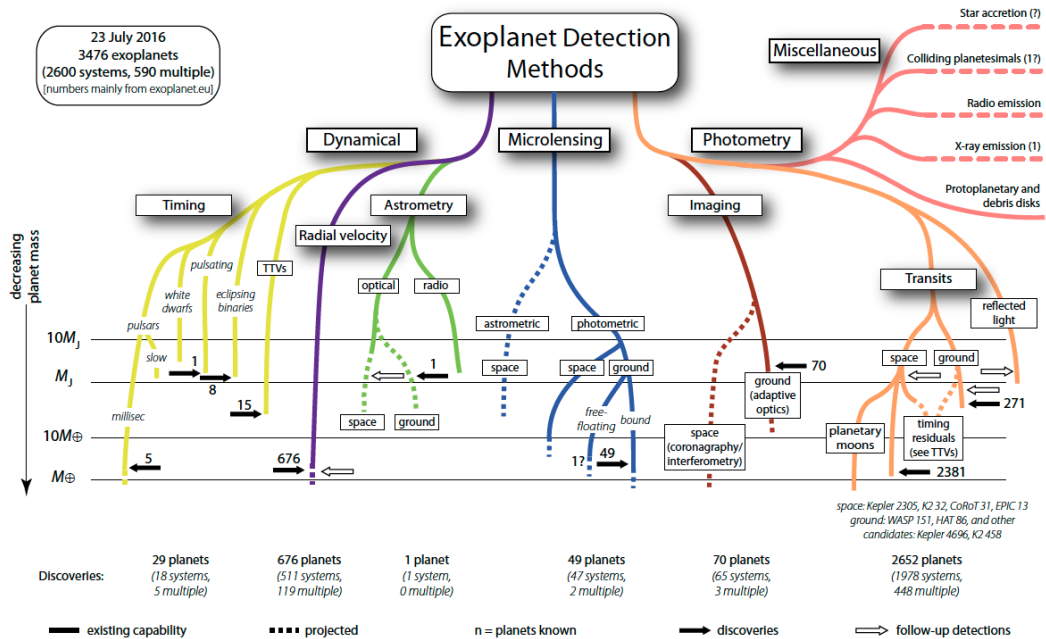 23 July 2016
3476 exoplanets
(2600 systems, 590 multiple)
[numbers mainly from exoplanet.eu]
Exoplanet Detection
Methods
Miscellaneous
Star accretion (?)
Colliding planetesimals (1?)
Radio emission
X-ray emission (1)
Protoplanetary and
debris disks
Dynamical
Microlensing
Photometry
Timing
Astrometry
Imaging
Radial velocity
Transits
decreasing
planet mass
pulsating
TTVs
white
dwarfs
eclipsing
binaries
optical
radio
reflected
light
pulsars
slow
astrometric
photometric
10MJ
MJ
10M⊕
M⊕
1
8
15
millisec
5
676
1
space
ground
space
space
ground
free-
floating
bound
1?
49
70
ground
(adaptive
optics)
space
(coronagraphy/
interferometry)
space
ground
271
planetary
moons
timing
residuals
(see TTVs)
2381
space: Kepler 2305, K2 32, CoRoT 31, EPIC 13
ground: WASP 151, HAT 86, and other
candidates: Kepler 4696, K2 458
Discoveries:
29 planets
(18 systems,
5 multiple)
676 planets
(511 systems,
119 multiple)
1 planet
(1 system,
0 multiple)
49 planets
(47 systems,
2 multiple)
70 planets
(65 systems,
3 multiple)
2652 planets
(1978 systems,
448 multiple)
existing capability
projected
n = planets known
discoveries
follow-up detections